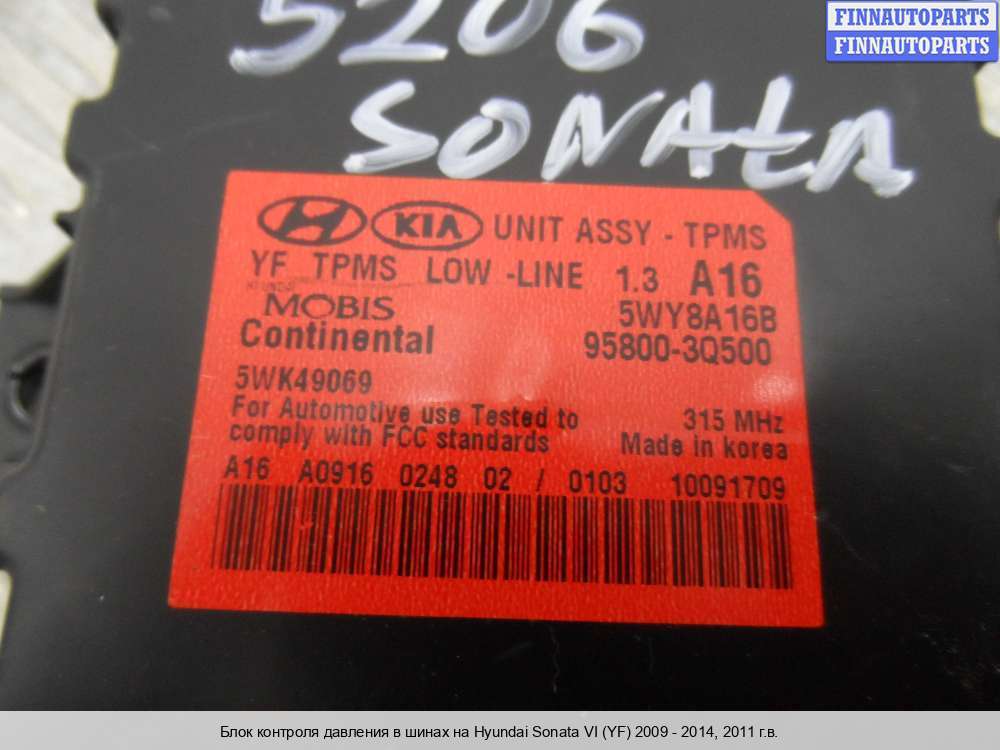 5206
SONATA
FINNAUTOPARTS
FINNAUTOPARTS
KIA UNIT ASSY - TPMS
YF TPMS LOW -LINE 1.3 A16
HYUNDAI
MOBIS 5WY8A16B
Continental 95800-3Q500
5WK49069
For Automotive use Tested to 315 MHz
comply with FCC standards Made in korea
A16 A0916 0248 02 / 0103 10091709
Блок контроля давления в шинах на Hyundai Sonata VI (YF) 2009 - 2014, 2011 г.в.